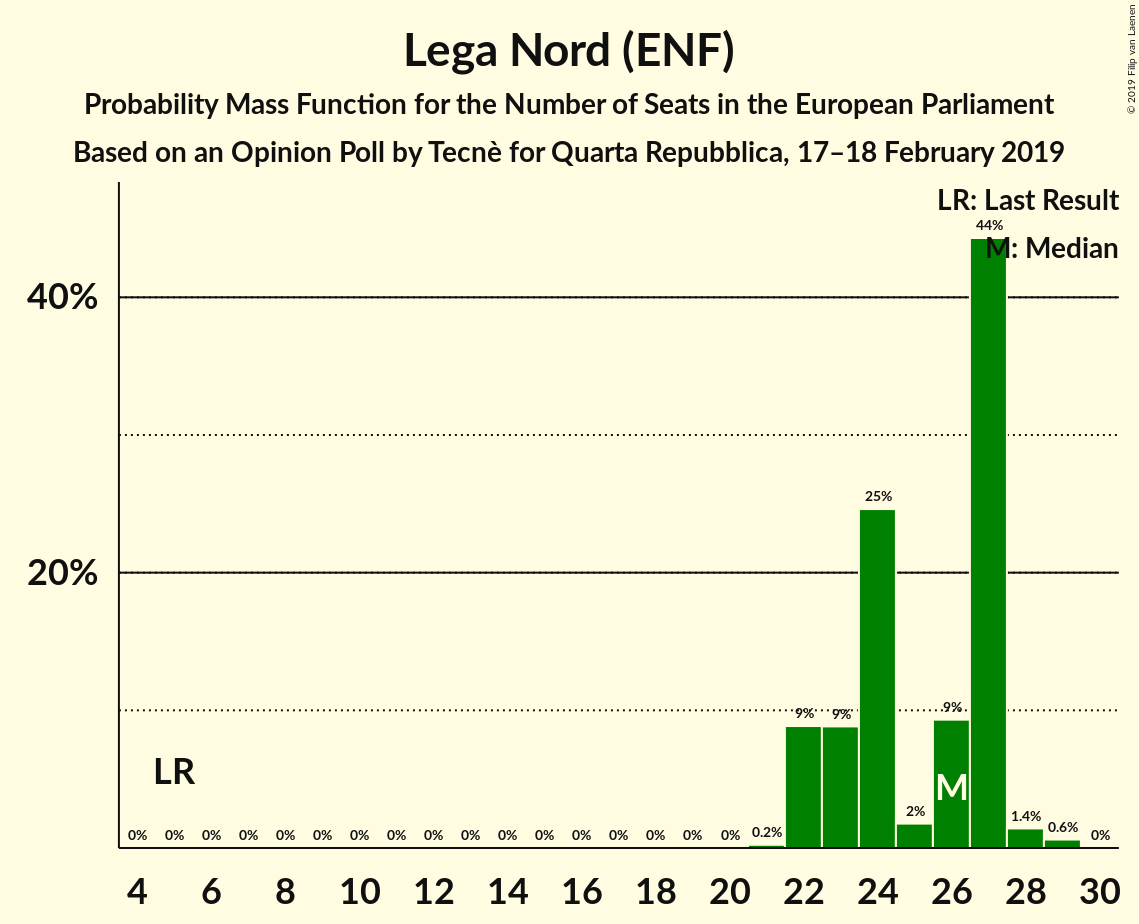 Lega Nord (ENF)
Probability Mass Function for the Number of Seats in the European Parliament
Based on an Opinion Poll by Tecnè for Quarta Repubblica, 17–18 February 2019
© 2019 Filip van Laenen
LR: Last Result
M: Median
44%
40%
25%
20%
9% 9% 9%
LR
M
0% 0% 0% 0% 0% 0% 0% 0% 0% 0% 0% 0% 0% 0% 0% 0% 0% 0.2% 2% 1.4% 0.6% 0%
4 6 8 10 12 14 16 18 20 22 24 26 28 30